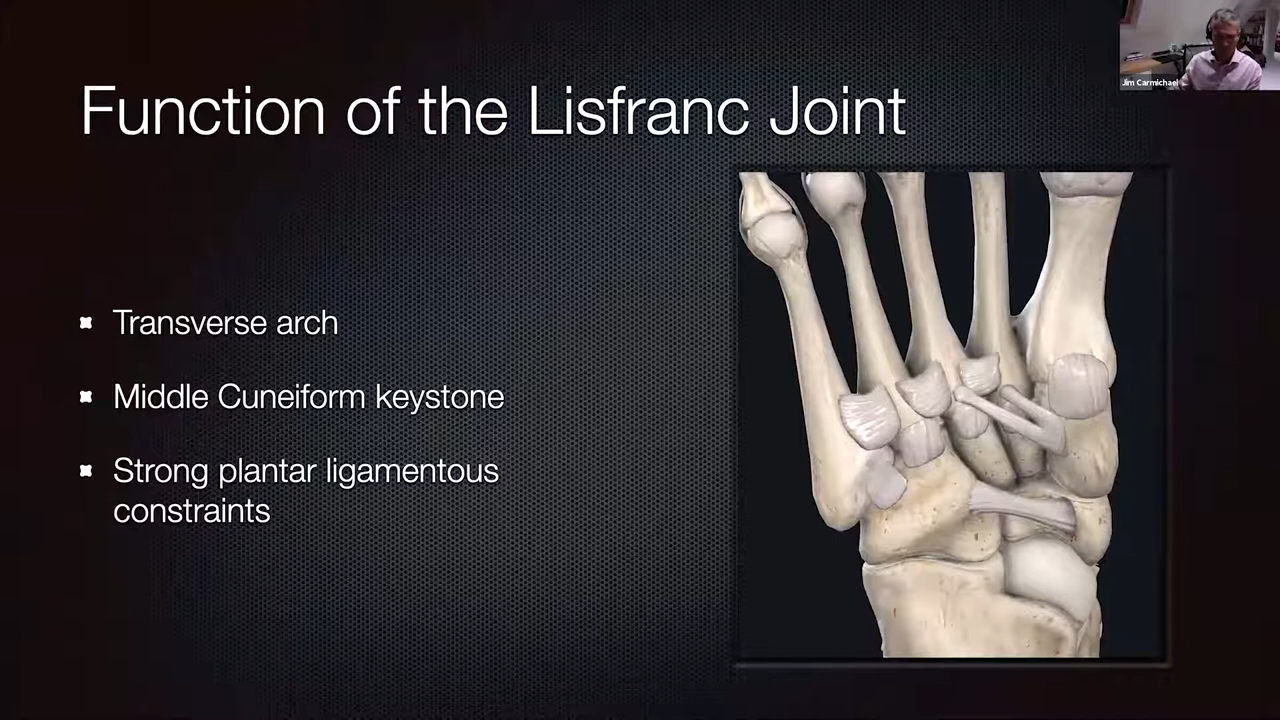 Jim Carmichael
Function of the Lisfranc Joint
Transverse arch
Middle Cuneiform keystone
Strong plantar ligamentous
constraints